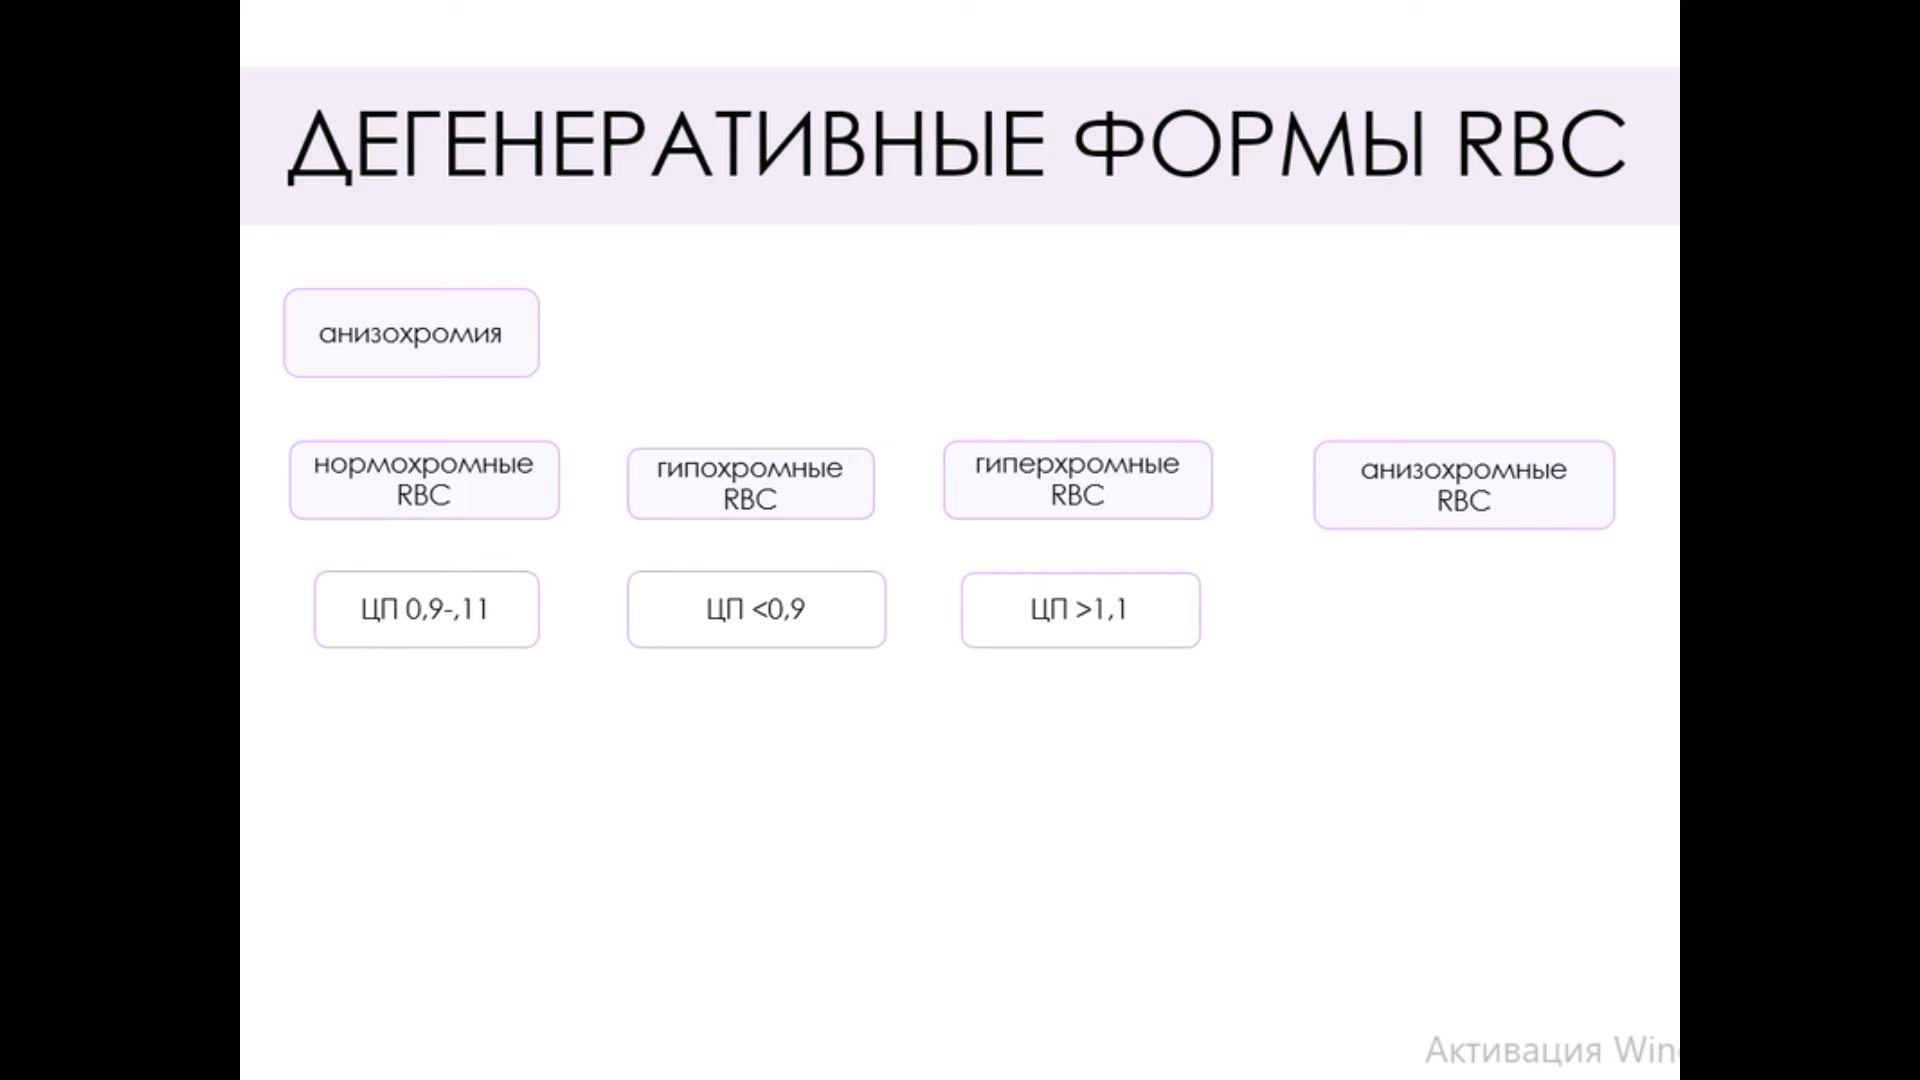 ДЕГЕНЕРАТИВНЫЕ ФОРМЫ RBC
анизохромия
нормохромные
RBC
гипохромные
RBC
гиперхромные
RBC
анизохромные
RBC
ЦП 0,9-,11
ЦП <0,9
ЦП >1,1
Активация Win